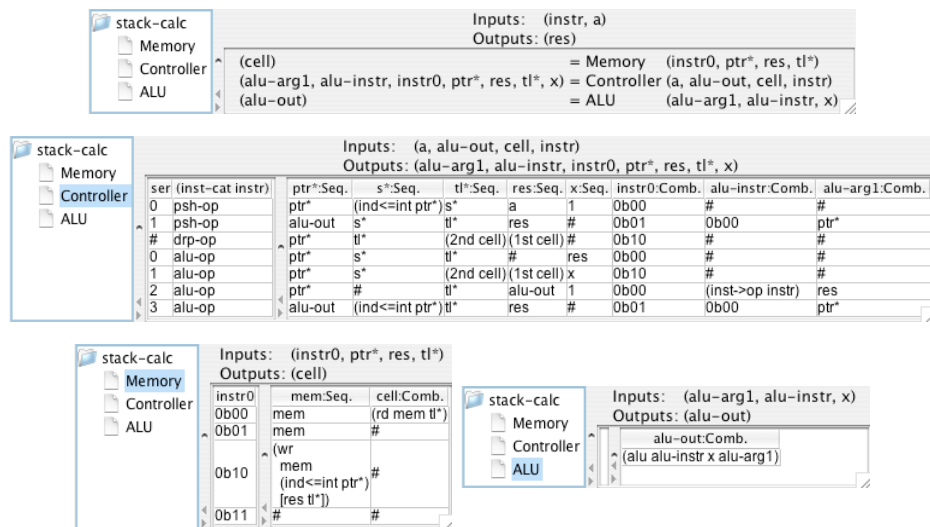 stack-calc
Memory
Controller
ALU
Inputs: (instr, a)
Outputs: (res)
(cell) = Memory (instr0, ptr*, res, tl*)
(alu-arg1, alu-instr, instr0, ptr*, res, tl*, x) = Controller (a, alu-out, cell, instr)
(alu-out) = ALU (alu-arg1, alu-instr, x)
stack-calc
Memory
Controller
ALU
Inputs: (a, alu-out, cell, instr)
Outputs: (alu-arg1, alu-instr, instr0, ptr*, res, tl*, x)
ser (inst-cat instr) ptr*:Seq. s*:Seq. tl*:Seq. res:Seq. x:Seq. instr0:Comb. alu-instr:Comb. alu-arg1:Comb.
0 psh-op ptr* (ind<=int ptr*) s* a 1 0b00 # #
1 psh-op alu-out s* tl* res # 0b01 0b00 ptr*
# drp-op ptr* tl* (2nd cell) (1st cell) # 0b10 # #
0 alu-op ptr* s* tl* # res 0b00 # #
1 alu-op ptr* s* (2nd cell) (1st cell) x 0b10 # #
2 alu-op ptr* # tl* alu-out 1 0b00 (inst->op instr) res
3 alu-op alu-out (ind<=int ptr*) tl* res # 0b01 0b00 ptr*
stack-calc
Memory
Controller
ALU
Inputs: (instr0, ptr*, res, tl*)
Outputs: (cell)
instr0 mem:Seq. cell:Comb.
0b00 mem (rd mem tl*)
0b01 mem #
(wr
mem
0b10 (ind<=int ptr*) #
[res tl*])
0b11 # #
stack-calc
Memory
Controller
ALU
Inputs: (alu-arg1, alu-instr, x)
Outputs: (alu-out)
alu-out:Comb.
(alu alu-instr x alu-arg1)